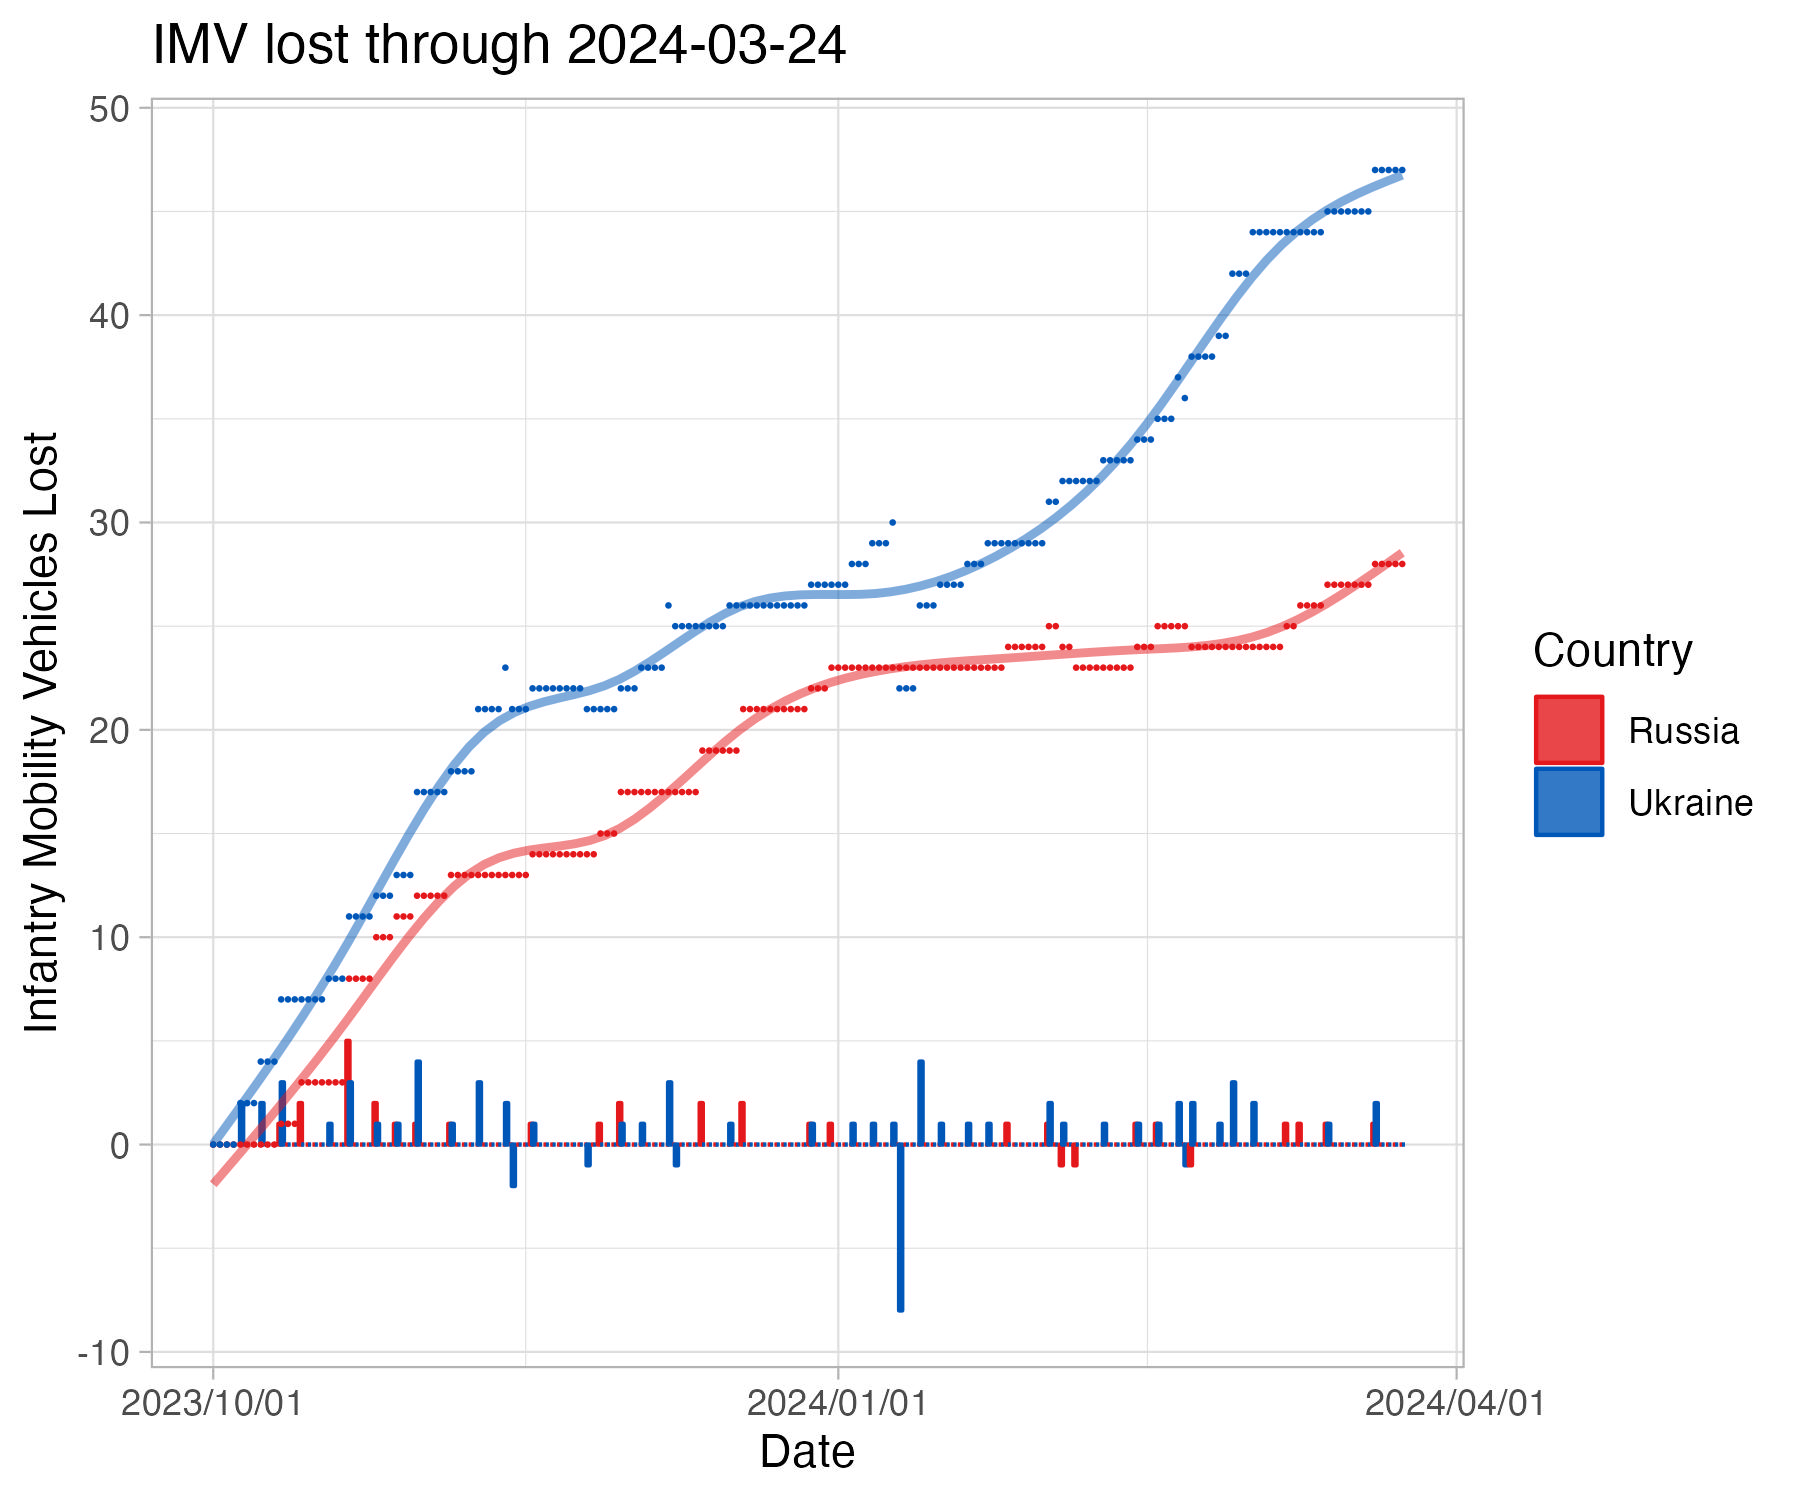 IMV lost through 2024-03-24
Infantry Mobility Vehicles Lost
50
40
30
20
10
0
-10
2023/10/01
2024/01/01
2024/04/01
Date
Country
Russia
Ukraine